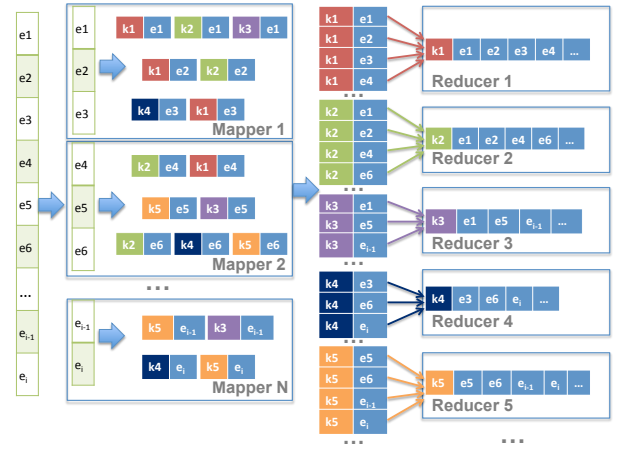 e1
e2
e3
e4
e5
e6
...
ei-1
ei
e1
e2
e3
k1 e1 k2 e1 k3 e1
k1 e2 k2 e2
k4 e3 k1 e3
Mapper 1
e4
e5
e6
k2 e4 k1 e4
k5 e5 k3 e5
k2 e6 k4 e6 k5 e6
Mapper 2
...
ei-1
ei
k5 ei-1 k3 ei-1
k4 ei k5 ei
Mapper N
k1 e1
k1 e2
k1 e3
k1 e4
...
k2 e1
k2 e2
k2 e4
k2 e6
...
k3 e1
k3 e5
k3 ei-1
...
k4 e3
k4 e6
k4 ei
...
k5 e5
k5 e6
k5 ei-1
k5 ei
...
k1 e1 e2 e3 e4 ...
Reducer 1
k2 e1 e2 e4 e6 ...
Reducer 2
k3 e1 e5 ei-1 ...
Reducer 3
k4 e3 e6 ei ...
Reducer 4
k5 e5 e6 ei-1 ei ...
Reducer 5
...